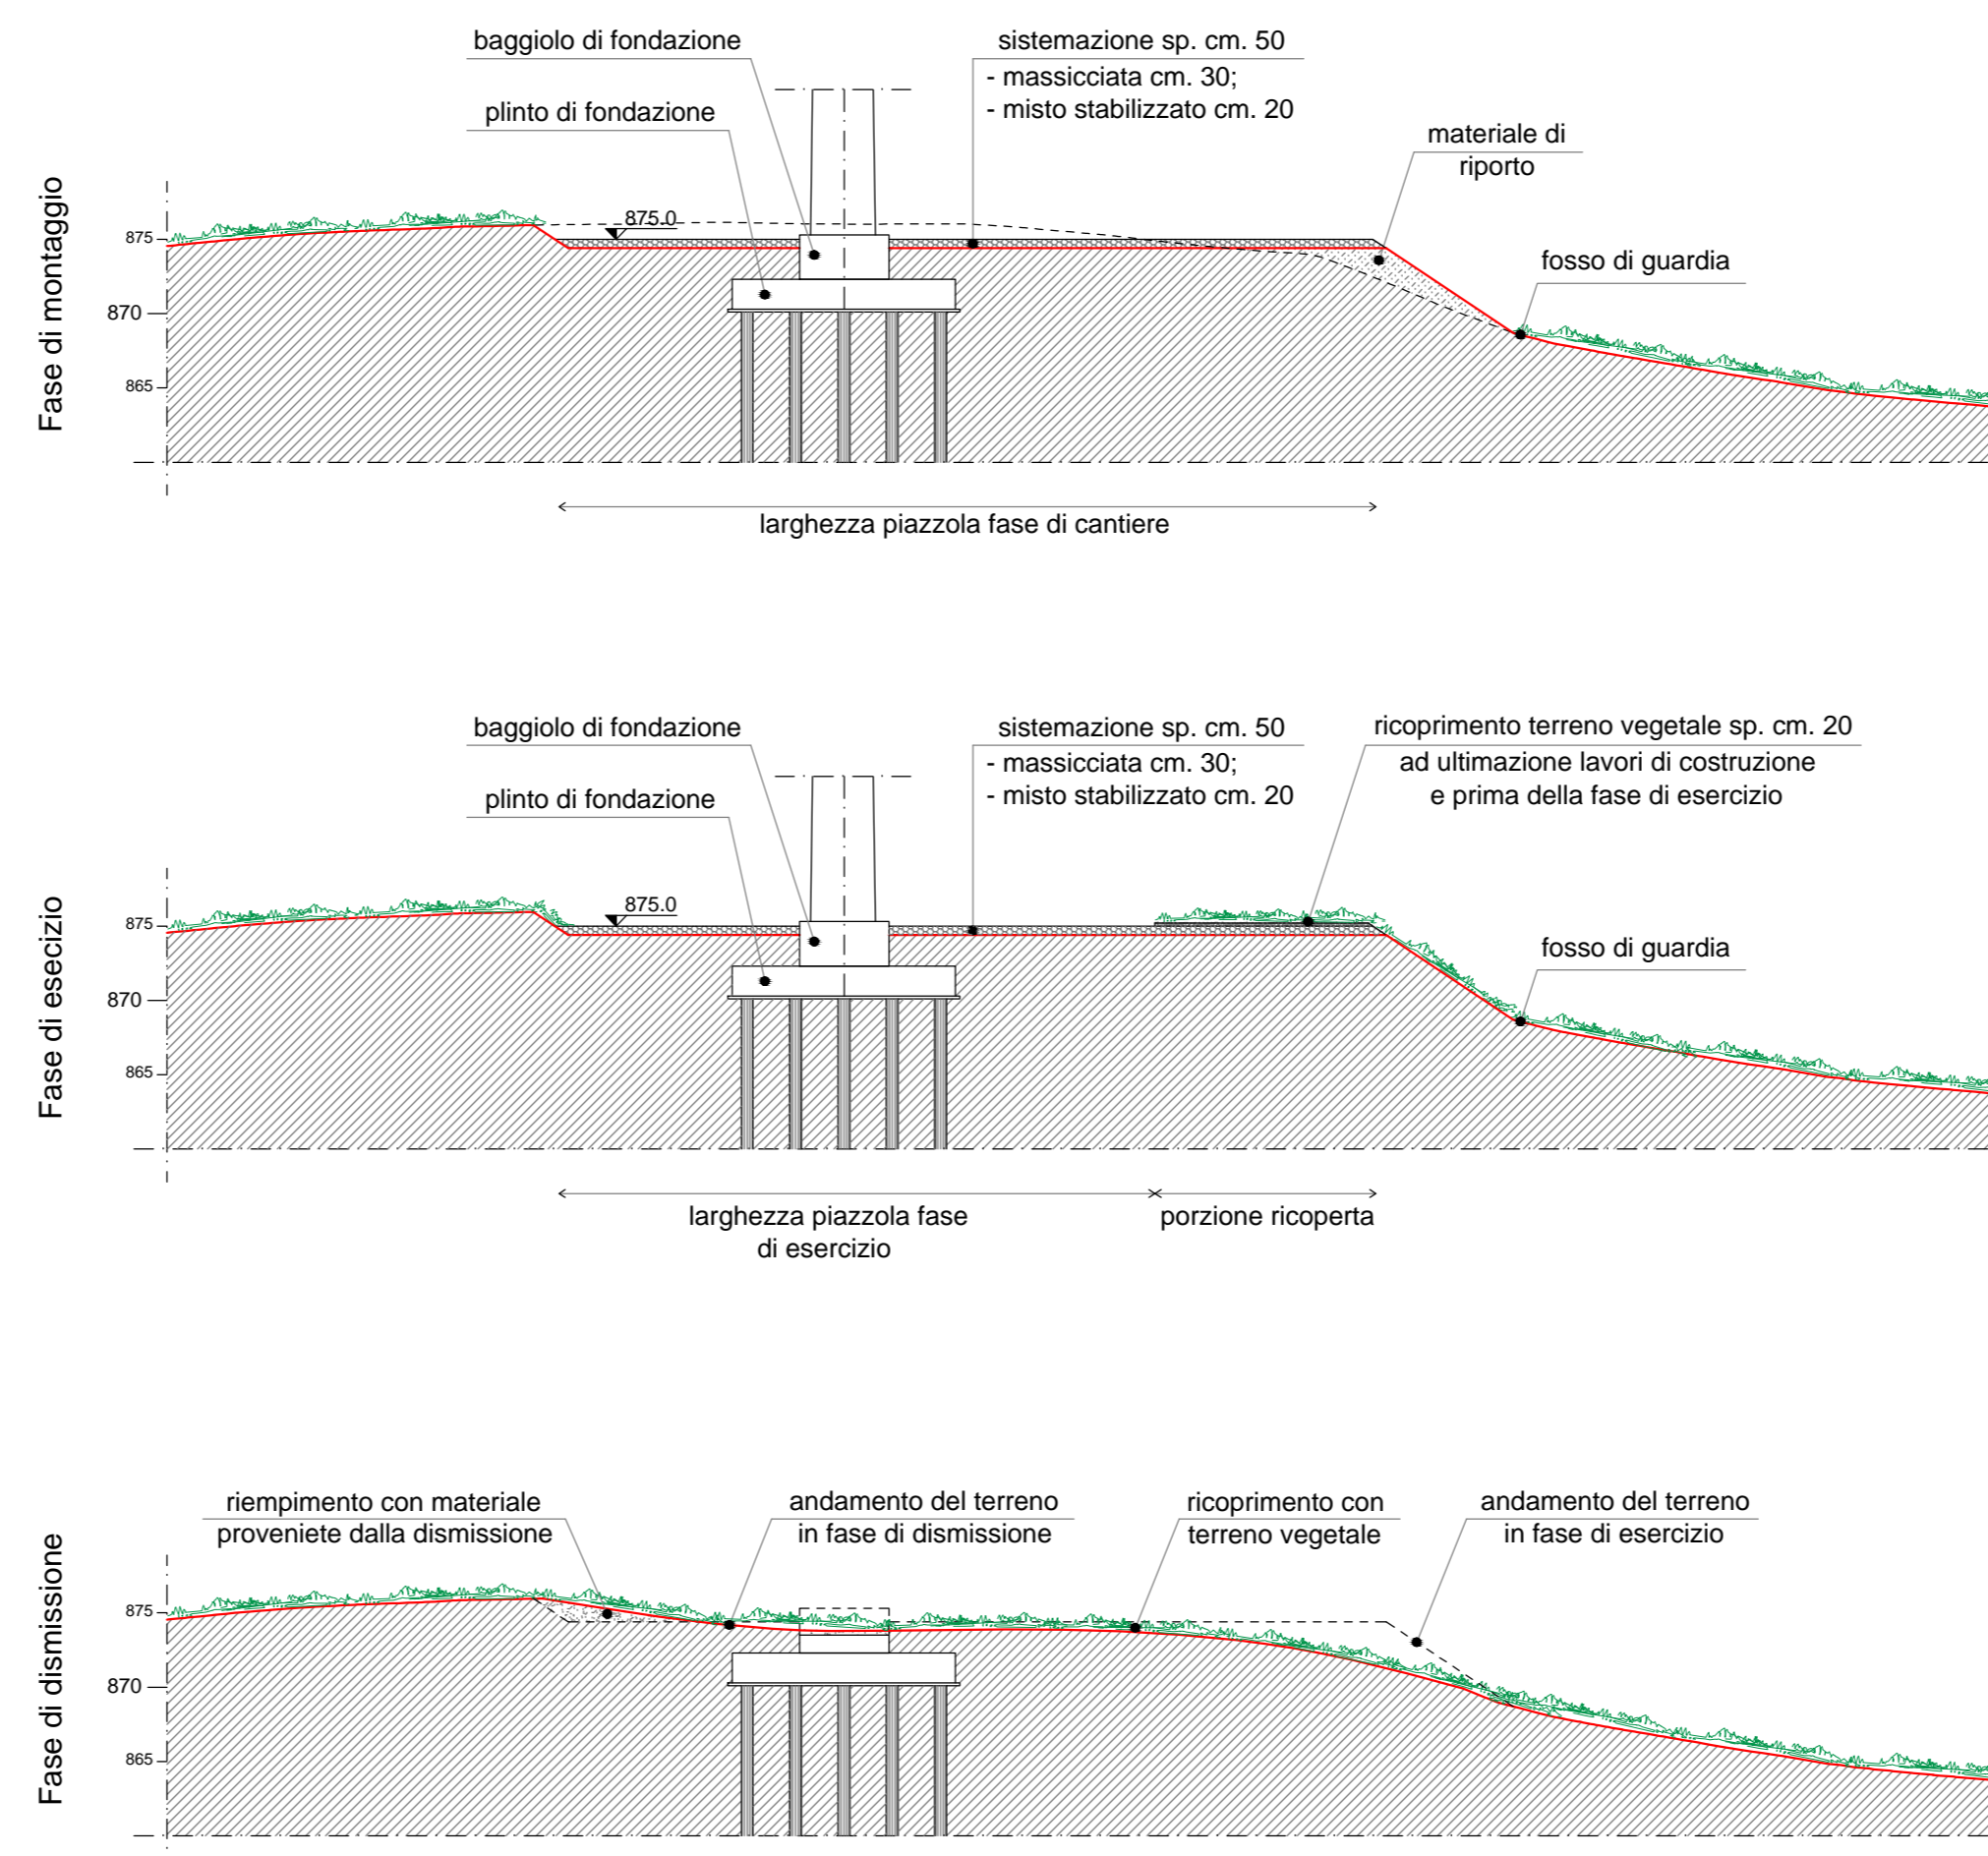 Fase di montaggio
baggiolo di fondazione
plinto di fondazione
sistemazione sp. cm. 50
- massicciata cm. 30;
- misto stabilizzato cm. 20
materiale di
riporto
fosso di guardia
875.0
875
870
865
larghezza piazzola fase di cantiere
Fase di esecizio
baggiolo di fondazione
plinto di fondazione
sistemazione sp. cm. 50
- massicciata cm. 30;
- misto stabilizzato cm. 20
ricoprimento terreno vegetale sp. cm. 20
ad ultimazione lavori di costruzione
e prima della fase di esercizio
fosso di guardia
875.0
875
870
865
larghezza piazzola fase
di esercizio
porzione ricoperta
Fase di dismissione
riempimento con materiale
proveniete dalla dismissione
andamento del terreno
in fase di dismissione
ricoprimento con
terreno vegetale
andamento del terreno
in fase di esercizio
875
870
865